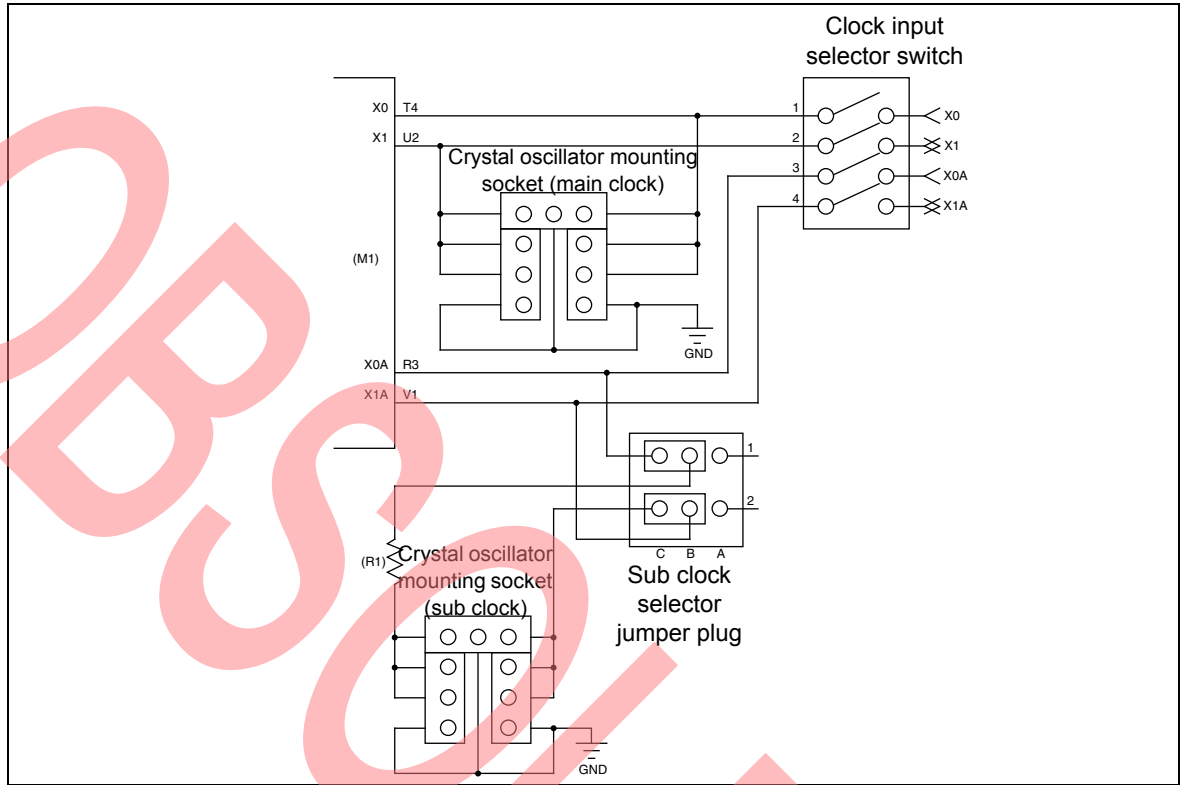 Clock input
selector switch
X0 T4
X1 U2
1
2
3
4
X0
X1
X0A
X1A
Crystal oscillator mounting
socket (main clock)
(M1)
GND
X0A R3
X1A V1
1
2
C B A
Sub clock
selector
jumper plug
(R1)
Crystal oscillator
mounting socket
(sub clock)
GND
OBSOL